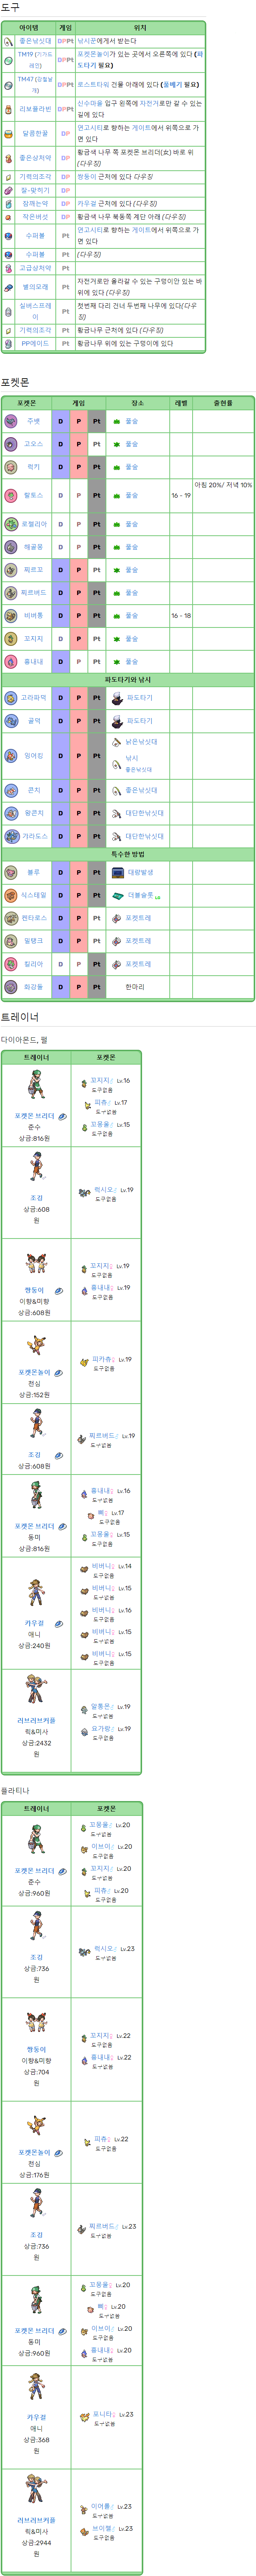 도구
아이템 게임 위치
좋은낚싯대 DPPt 낚시꾼에게서 받는다
TM19 (기가드레인) DPPt 포켓몬놀이가 있는 곳에서 오른쪽에 있다 (파도타기 필요)
TM47 (강철날개) DPPt 로스트타워 건물 아래에 있다 (풀베기 필요)
리보플라빈 DPPt 신수마을 입구 왼쪽에 자전거로만 갈 수 있는 길에 있다
달콤한꿀 DP 연고시티로 향하는 게이트에서 위쪽으로 가면 있다
좋은상처약 DP 황금색 나무 쪽 포켓몬 브리더(女) 바로 위 (다우징)
기력의조각 DP 쌍둥이 근처에 있다 다우징
잘-맞히기 DP
잠깨는약 DP 카우걸 근처에 있다 (다우징)
작은버섯 DP 황금색 나무 북동쪽 계단 아래 (다우징)
수퍼볼 Pt 연고시티로 향하는 게이트에서 위쪽으로 가면 있다
수퍼볼 Pt (다우징)
고급상처약 Pt
별의모래 Pt 자전거로만 올라갈 수 있는 구멍이만 있는 바위에 있다 (다우징)
실버스프레이 Pt 첫번째 다리 건너 두번째 나무에 있다(다우징)
기력의조각 Pt 황금나무 근처에 있다 (다우징)
PP에이드 Pt 황금나무 위에 있는 구멍이에 있다
포켓몬
포켓몬 게임 장소 레벨 출현률
주뱃 D P Pt 풀숲
고오스 D P Pt 풀숲
럭키 D P Pt 풀숲
랄토스 D P Pt 풀숲 16 - 19 아침 20%/ 저녁 10%
로젤리아 D P Pt 풀숲
해골몽 D P Pt 풀숲
찌르꼬 D P Pt 풀숲
찌르버드 D P Pt 풀숲
비버통 D P Pt 풀숲 16 - 18
꼬지지 D P Pt 풀숲
흉내내 D P Pt 풀숲
파도타기와 낚시
고라파덕 D P Pt 파도타기
골덕 D P Pt 파도타기
잉어킹 D P Pt 낡은낚싯대
낚시
좋은낚싯대
콘치 D P Pt 좋은낚싯대
왕콘치 D P Pt 대단한낚싯대
갸라도스 D P Pt 대단한낚싯대
특수한 방법
블루 D P Pt 대량발생
식스테일 D P Pt 더블슬롯 LG
켄타로스 D P Pt 포켓트레
밀탱크 D P Pt 포켓트레
킬리아 D P Pt 포켓트레
화강돌 D P Pt 한마리
트레이너
다이아몬드, 펄
트레이너 포켓몬
포켓몬 브리더
준수
상금:816원
꼬지지♂ Lv.16
도구없음
피츄♂ Lv.17
도구없음
꼬몽울♂ Lv.15
도구없음
조깅
상금:608원
럭시오♂ Lv.19
도구없음
쌍둥이
이향&미향
상금:608원
꼬지지♀ Lv.19
도구없음
흉내내♀ Lv.19
도구없음
포켓몬놀이
전심
상금:152원
피카츄♀ Lv.19
도구없음
조깅
상금:608원
찌르버드♂ Lv.19
도구없음
포켓몬 브리더
동미
상금:816원
흉내내♀ Lv.16
도구없음
삐♀ Lv.17
도구없음
꼬몽울♀ Lv.15
도구없음
카우걸
매니
상금:240원
비버니♀ Lv.14
도구없음
비버니♀ Lv.15
도구없음
비버니♀ Lv.16
도구없음
비버니♀ Lv.15
도구없음
비버니♀ Lv.15
도구없음
러브러브커플
릭&미사
상금:2432원
알통몬♂ Lv.19
도구없음
요가랑♀ Lv.19
도구없음
플라티나
트레이너 포켓몬
포켓몬 브리더
준수
상금:960원
꼬몽울♂ Lv.20
도구없음
이브이♂ Lv.20
도구없음
꼬지지♂ Lv.20
도구없음
피츄♂ Lv.20
도구없음
조깅
상금:736원
럭시오♂ Lv.23
도구없음
쌍둥이
이향&미향
상금:704원
꼬지지♀ Lv.22
도구없음
흉내내♀ Lv.22
도구없음
포켓몬놀이
전심
상금:176원
피츄♀ Lv.22
도구없음
조깅
상금:736원
찌르버드♂ Lv.23
도구없음
포켓몬 브리더
동미
상금:960원
꼬몽울♀ Lv.20
도구없음
삐♀ Lv.20
도구없음
이브이♀ Lv.20
도구없음
흉내내♀ Lv.20
도구없음
카우걸
매니
상금:368원
포니타♀ Lv.23
도구없음
러브러브커플
릭&미사
상금:2944원
이어롤♂ Lv.23
도구없음
브이젤♀ Lv.23
도구없음